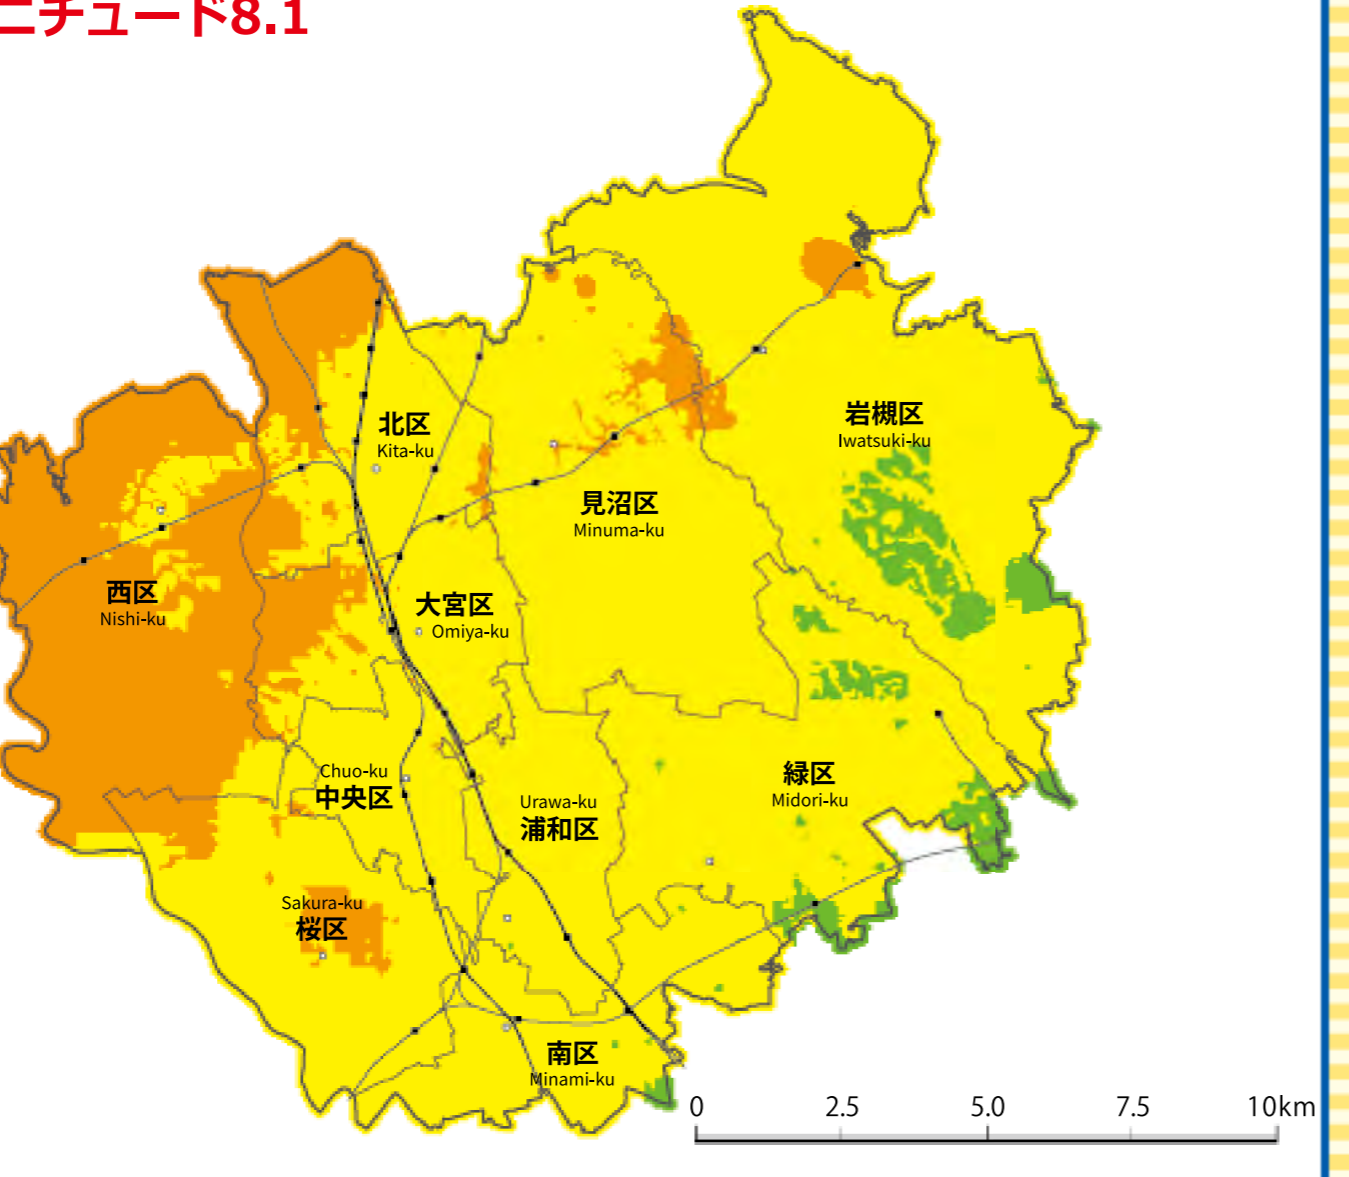 ニチュード8.1
北区
Kita-ku
岩槻区
Iwatsuki-ku
見沼区
Minuma-ku
西区
Nishi-ku
大宮区
Omiya-ku
Chuo-ku
中央区
緑区
Midori-ku
Urawa-ku
浦和区
Sakura-ku
桜区
南区
Minami-ku
0 2.5 5.0 7.5 10km